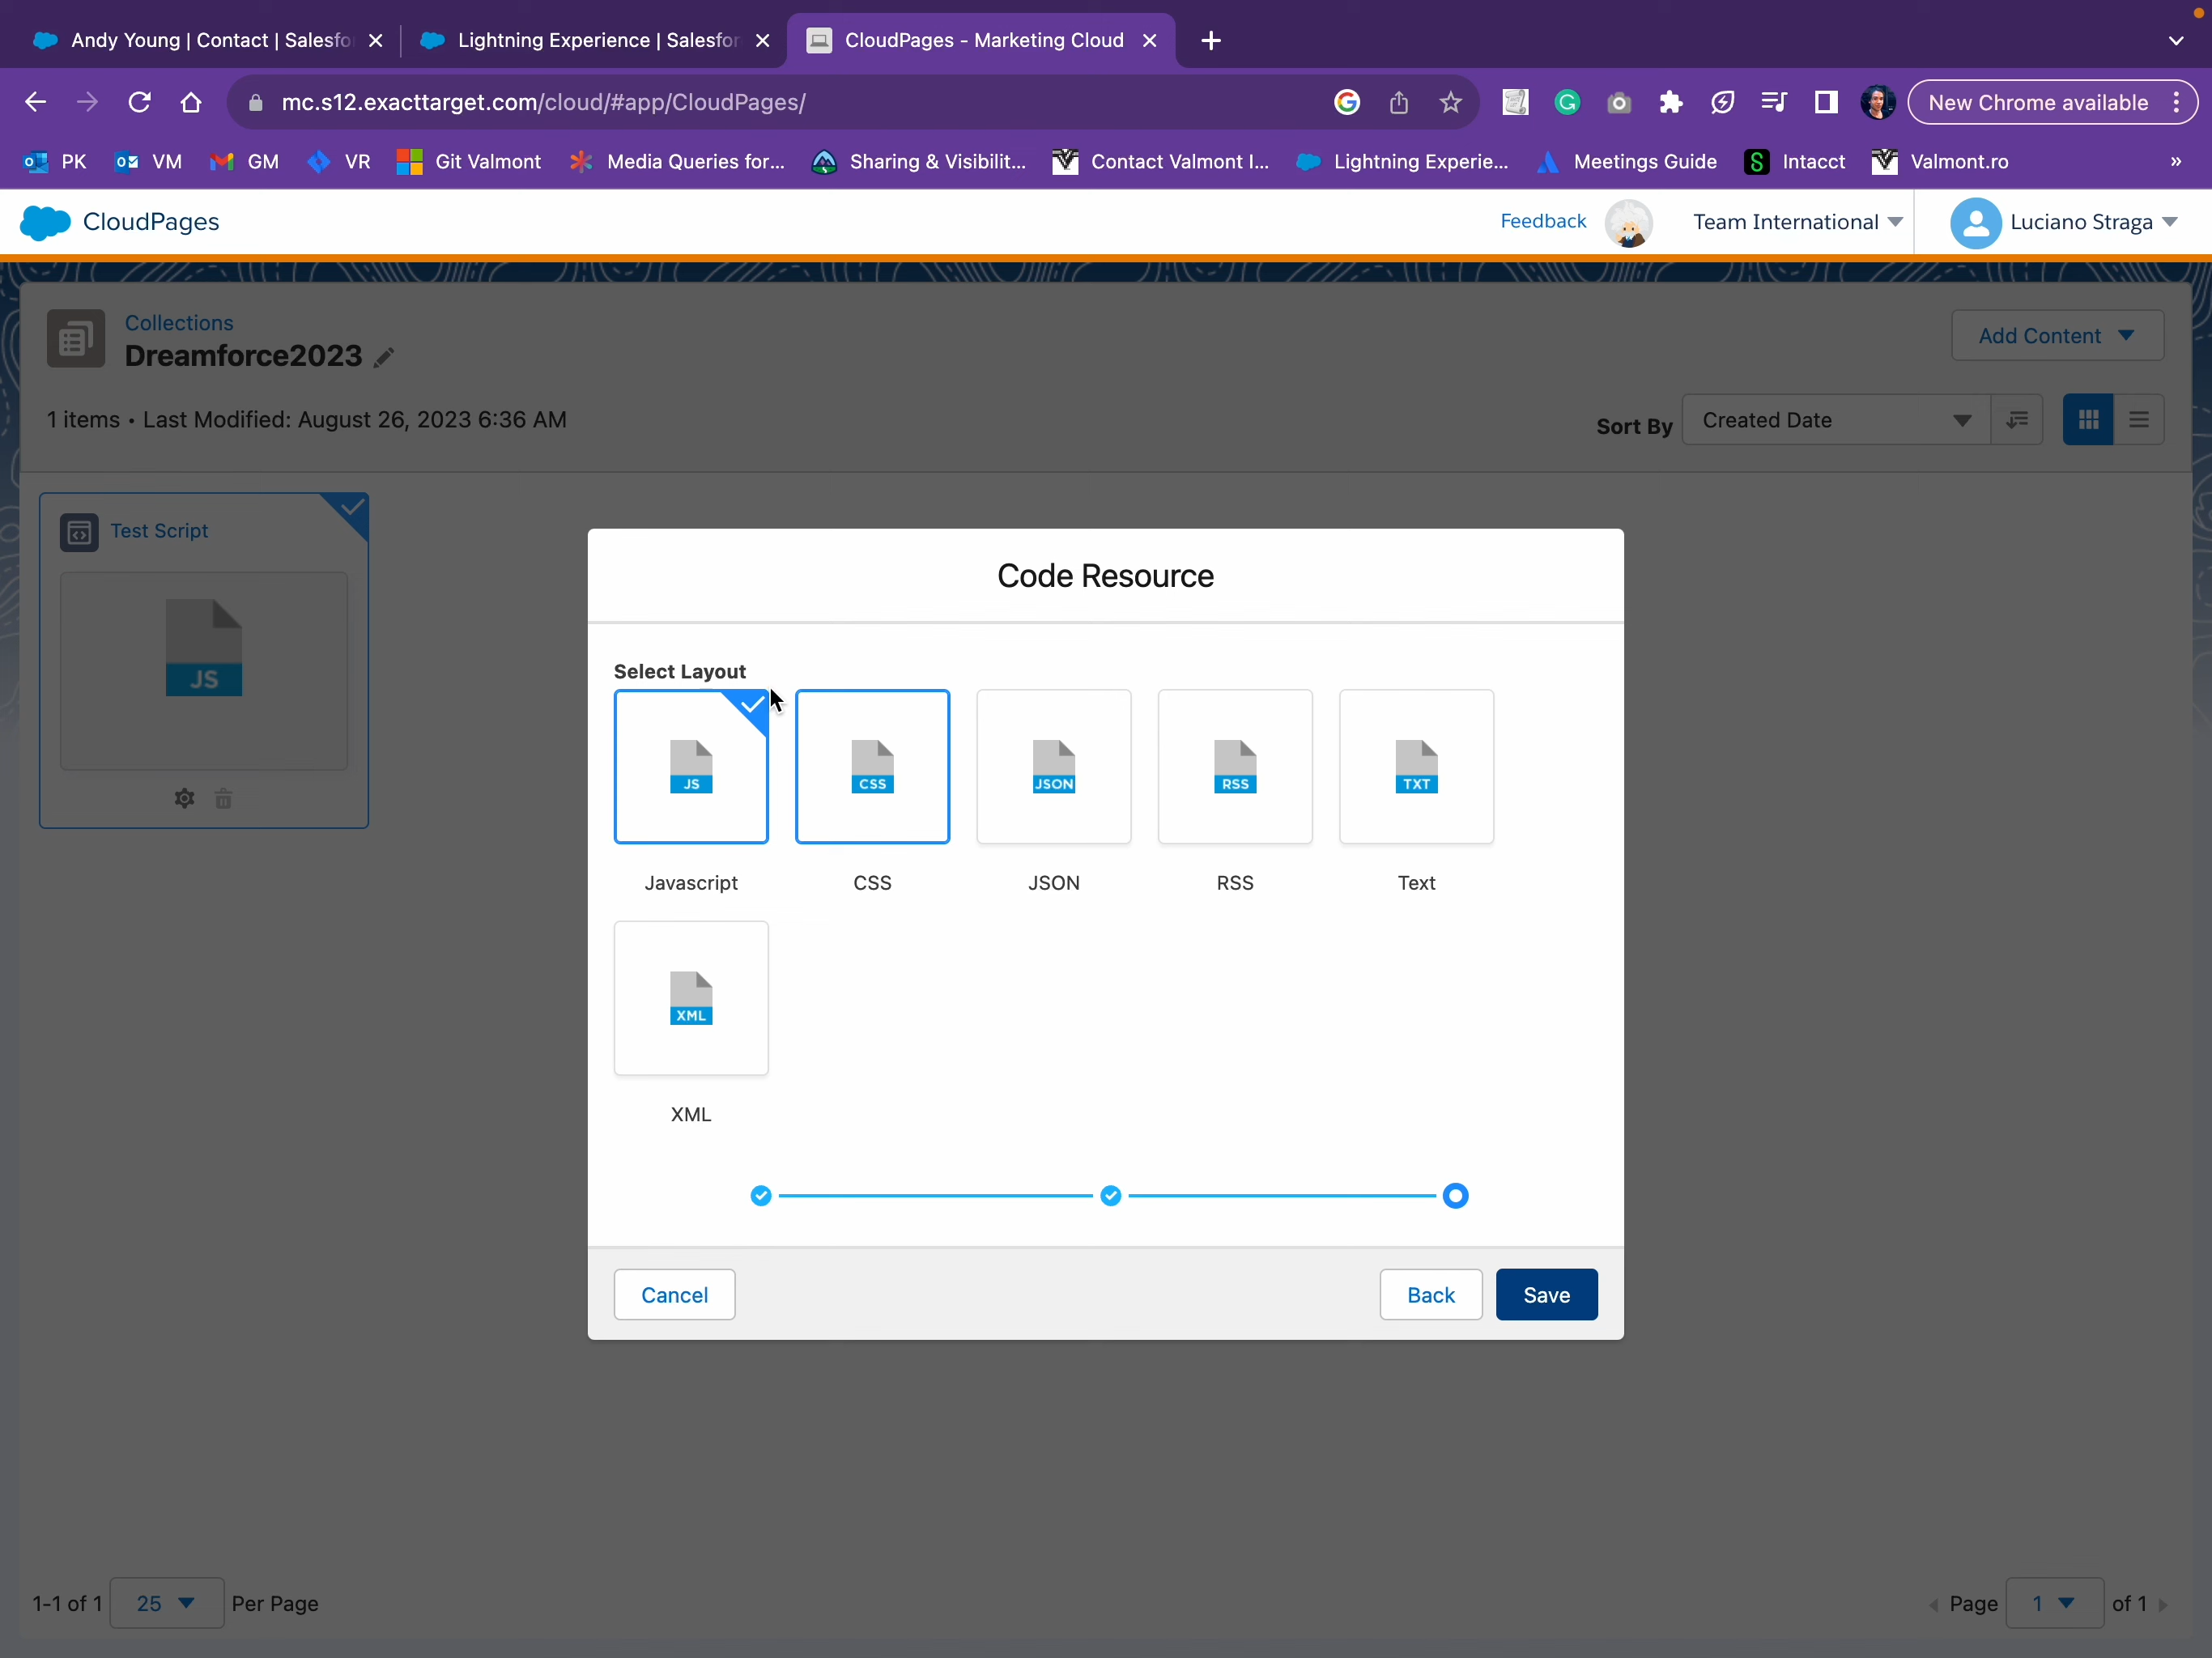 Andy Young | Contact | Salesfo
Lightning Experience | Salesfor
CloudPages - Marketing Cloud
mc.s12.exacttarget.com/cloud/#app/CloudPages/
New Chrome available
PK
VM
GM
VR
Git Valmont
Media Queries for...
Sharing & Visibilit...
Contact Valmont I...
Lightning Experie...
Meetings Guide
Intacct
Valmont.ro
»
CloudPages
Feedback
Team International
Luciano Straga
Collections
Dreamforce2023
Add Content
1 items • Last Modified: August 26, 2023 6:36 AM
Sort By
Created Date
Test Script
JS
Code Resource
Select Layout
JS
CSS
JSON
RSS
TXT
Javascript
CSS
JSON
RSS
Text
XML
XML
Cancel
Back
Save
1-1 of 1
25
Per Page
Page
1
of 1